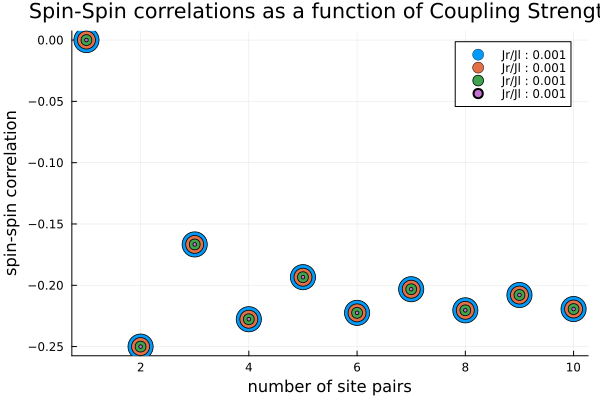 Spin-Spin correlations as a function of Coupling Strengt
0.00
−0.05
−0.10
−0.15
−0.20
−0.25
spin-spin correlation
Jr/Jl : 0.001
Jr/Jl : 0.001
Jr/Jl : 0.001
Jr/Jl : 0.001
2 4 6 8 10
number of site pairs